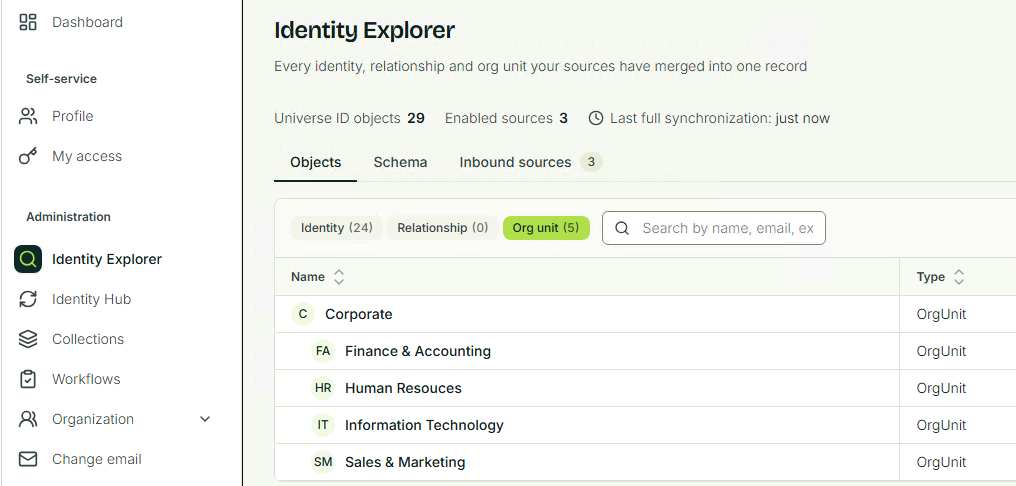 Dashboard
Self-service
Profile
My access
Administration
Identity Explorer
Identity Hub
Collections
Workflows
Organization
Change email
Identity Explorer
Every identity, relationship and org unit your sources have merged into one record
Universe ID objects 29 Enabled sources 3 Last full synchronization: just now
Objects Schema Inbound sources 3
Identity (24) Relationship (0) Org unit (5) Search by name, email, ex
Name Type
C Corporate OrgUnit
FA Finance & Accounting OrgUnit
HR Human Resouces OrgUnit
IT Information Technology OrgUnit
SM Sales & Marketing OrgUnit